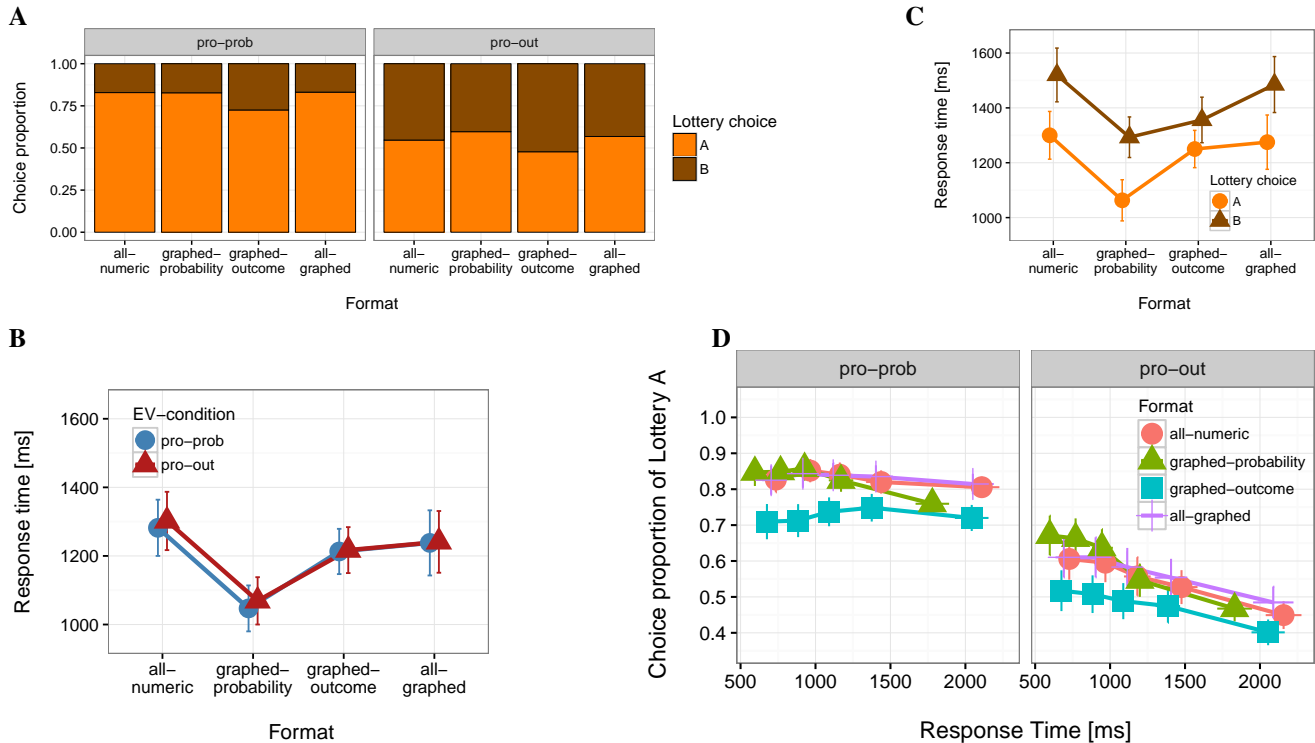 A
pro−prob
pro−out
1.00
0.75
0.50
0.25
0.00
Choice proportion
all−
numeric
graphed−
probability
graphed−
outcome
all−
graphed
all−
numeric
graphed−
probability
graphed−
outcome
all−
graphed
Format
Lottery choice
A
B
C
1600
1400
1200
1000
Response time [ms]
Lottery choice
A
B
all−
numeric
graphed−
probability
graphed−
outcome
all−
graphed
Format
B
1600
1400
1200
1000
Response time [ms]
EV−condition
pro−prob
pro−out
all−
numeric
graphed−
probability
graphed−
outcome
all−
graphed
Format
D
pro−prob
pro−out
1.0
0.9
0.8
0.7
0.6
0.5
0.4
Choice proportion of Lottery A
Format
all−numeric
graphed−probability
graphed−outcome
all−graphed
500 1000 1500 2000
500 1000 1500 2000
Response Time [ms]